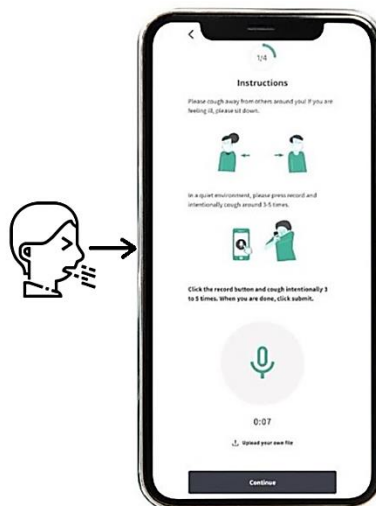 1/4
Instructions
Please cough away from others around you! If you are
feeling ill, please sit down.
In a quiet environment, please press record and
intentionally cough around 3-5 times.
Click the record button and cough intentionally 3
to 5 times. When you are done, click submit.
0:07
Upload your own file
Continue